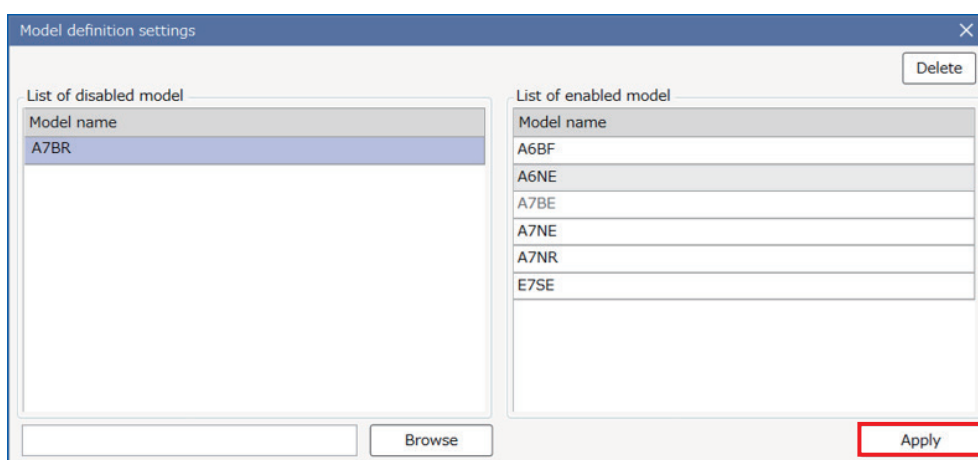 Model definition settings
Delete
List of disabled model
Model name
A7BR
List of enabled model
Model name
A6BF
A6NE
A7BE
A7NE
A7NR
E7SE
Browse
Apply